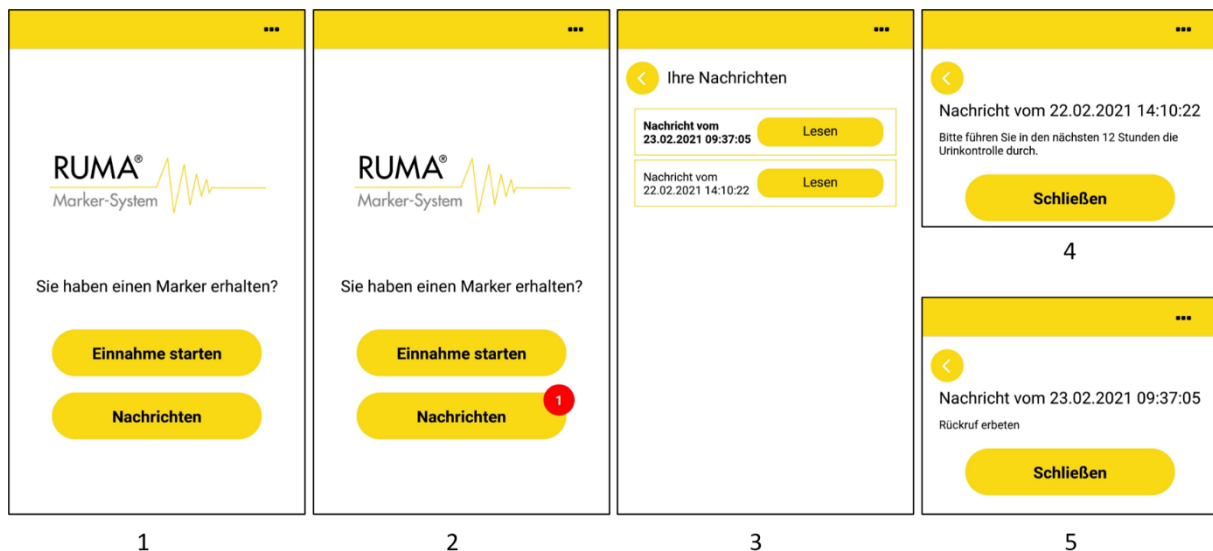 RUMA®
Marker-System
Sie haben einen Marker erhalten?
Einnahme starten
Nachrichten
1
RUMA®
Marker-System
Sie haben einen Marker erhalten?
Einnahme starten
1
Nachrichten
2
Ihre Nachrichten
Nachricht vom
23.02.2021 09:37:05
Lesen
Nachricht vom
22.02.2021 14:10:22
Lesen
3
Nachricht vom 22.02.2021 14:10:22
Bitte führen Sie in den nächsten 12 Stunden die
Urinkontrolle durch.
Schließen
4
Nachricht vom 23.02.2021 09:37:05
Rückruf erbeten
Schließen
5